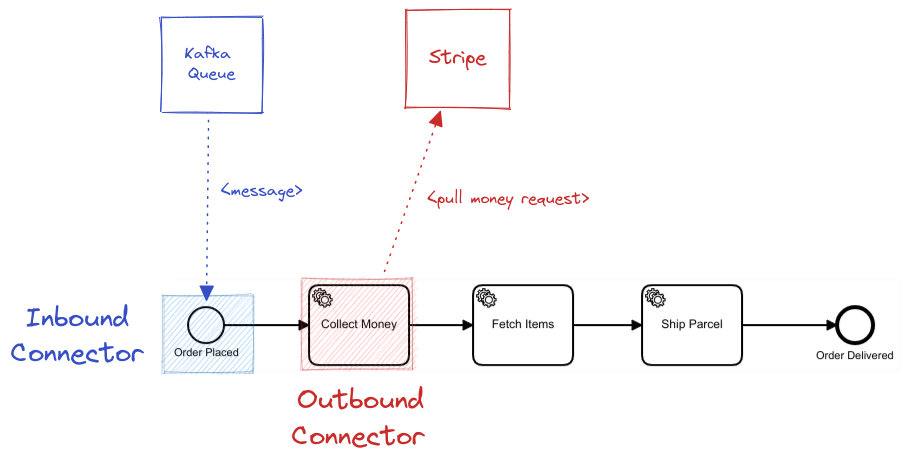 Kafka
Queue
Stripe
<message>
<pull money request>
Inbound
Connector
Order Placed
Collect Money
Fetch Items
Ship Parcel
Order Delivered
Outbound
Connector